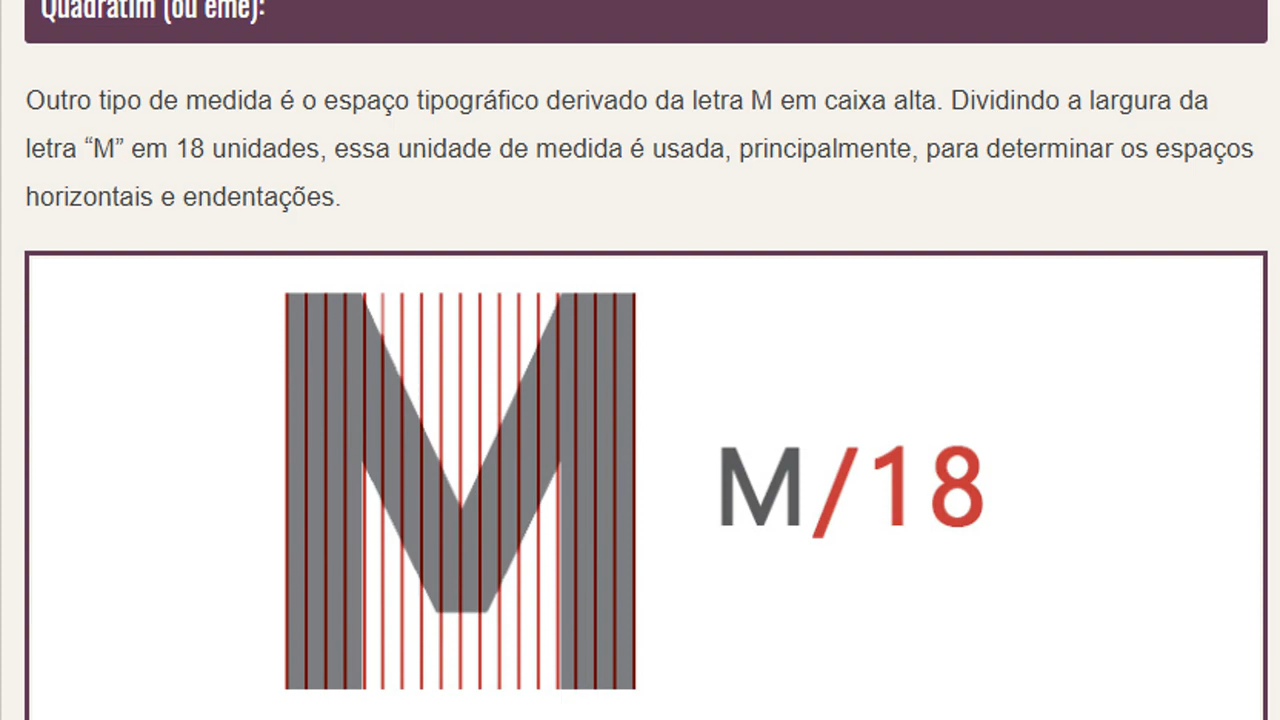 Quadratim (ou eme):
Outro tipo de medida é o espaço tipográfico derivado da letra M em caixa alta. Dividindo a largura da
letra “M” em 18 unidades, essa unidade de medida é usada, principalmente, para determinar os espaços
horizontais e endentações.
M
M/18